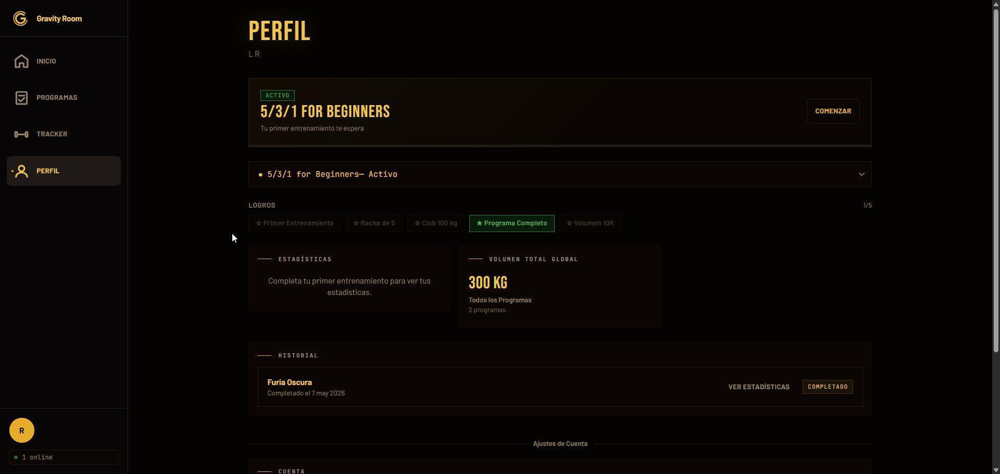 Gravity Room
INICIO
PROGRAMAS
TRACKER
PERFIL
R
1 online
PERFIL
L R
ACTIVO
5/3/1 FOR BEGINNERS
Tu primer entrenamiento te espera
COMENZAR
● 5/3/1 for Beginners— Activo
LOGROS
1/5
☆ Primer Entrenamiento
☆ Racha de 5
☆ Club 100 kg
★ Programa Completo
☆ Volumen 10K
ESTADÍSTICAS
Completa tu primer entrenamiento para ver tus
estadísticas.
VOLUMEN TOTAL GLOBAL
300 KG
Todos los Programas
2 programas
HISTORIAL
Furia Oscura
Completado el 7 may 2026
VER ESTADÍSTICAS
COMPLETADO
Ajustes de Cuenta
CUENTA